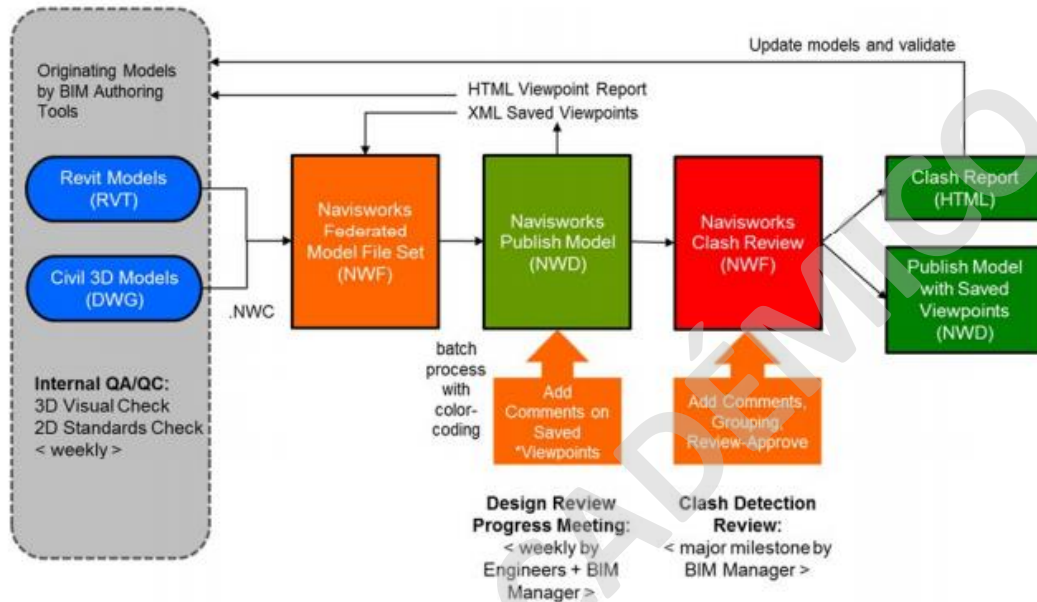 Update models and validate
Originating Models
by BIM Authoring
Tools
HTML Viewpoint Report
XML Saved Viewpoints
Revit Models
(RVT)
Civil 3D Models
(DWG)
.NWC
Navisworks
Federated
Model File Set
(NWF)
Navisworks
Publish Model
(NWD)
Navisworks
Clash Review
(NWF)
Clash Report
(HTML)
Publish Model
with Saved
Viewpoints
(NWD)
Internal QA/QC:
3D Visual Check
2D Standards Check
< weekly >
batch
process
with
color-
coding
Add
Comments on
Saved
*Viewpoints
Add Comments,
Grouping,
Review-Approve
Design Review
Progress Meeting:
< weekly by
Engineers + BIM
Manager >
Clash Detection
Review:
< major milestone by
BIM Manager >
CADÉMICO